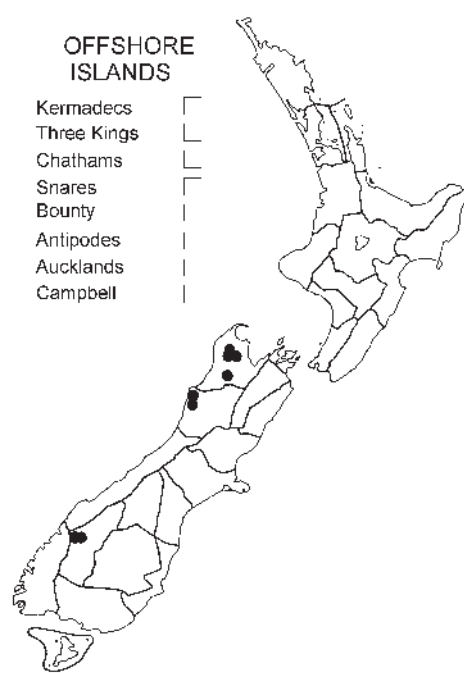 OFFSHORE
ISLANDS
Kermadecs
Three Kings
Chathams
Snares
Bounty
Antipodes
Aucklands
Campbell